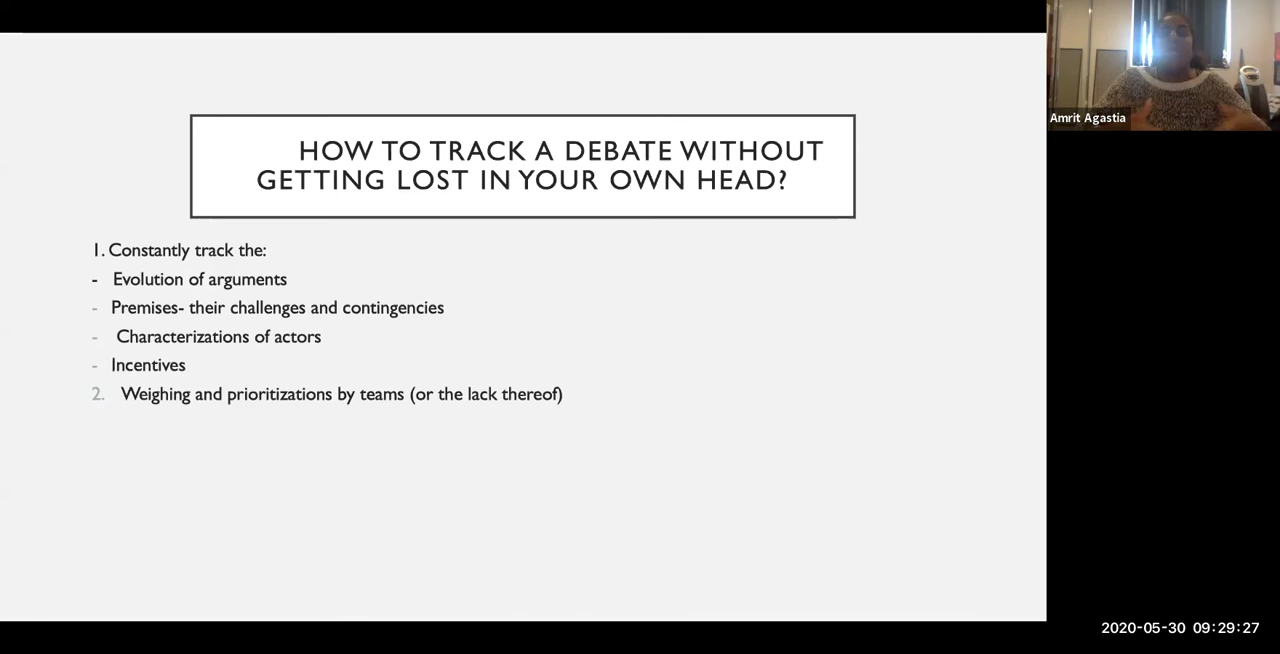 HOW TO TRACK A DEBATE WITHOUT
GETTING LOST IN YOUR OWN HEAD?
1. Constantly track the:
- Evolution of arguments
- Premises- their challenges and contingencies
- Characterizations of actors
- Incentives
2. Weighing and prioritizations by teams (or the lack thereof)
Amrit Agastia
2020-05-30 09:29:27